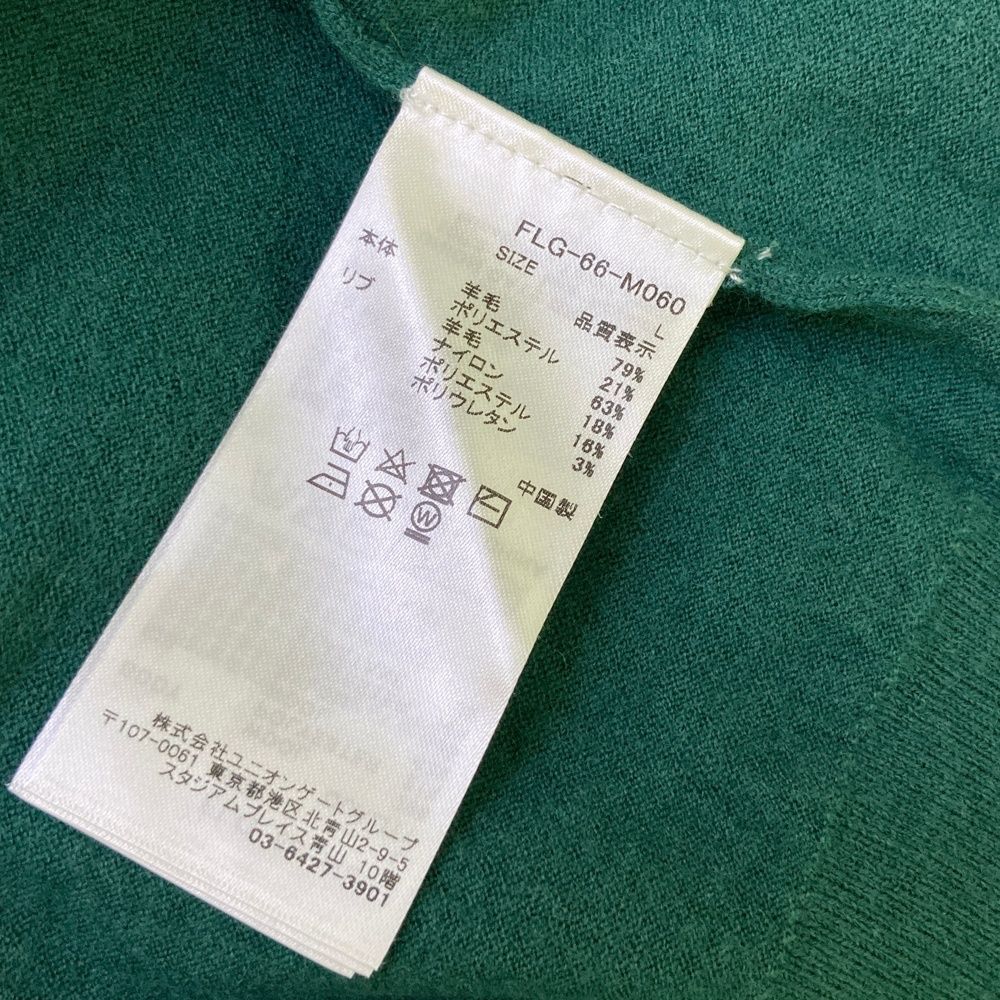 FLG-66-M060
SIZE L
品質表示
本体 羊毛 79%
ポリエステル 21%
リブ 羊毛 63%
ナイロン 18%
ポリエステル 16%
ポリウレタン 3%
中国製
W
株式会社ユニオンゲートグループ
〒107-0061 東京都港区北青山2-9-5
スタジアムプレイス青山 10階
03-6427-3901